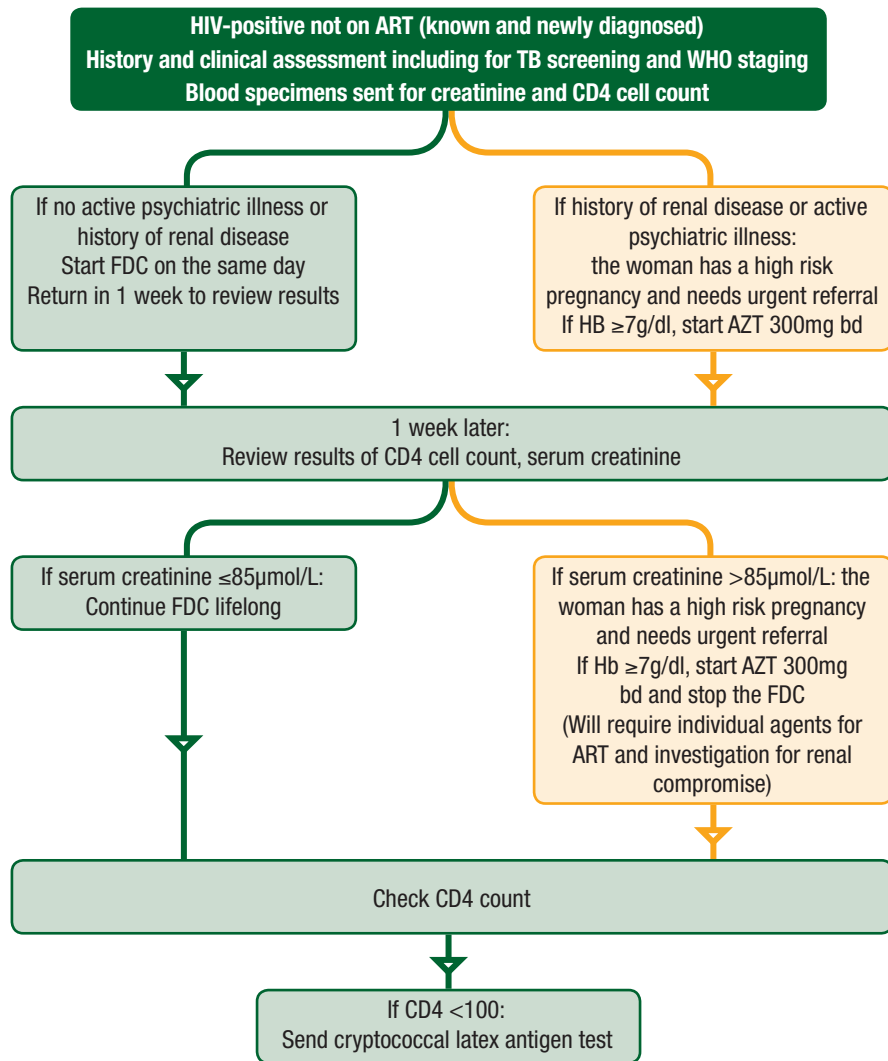 HIV-positive not on ART (known and newly diagnosed)
History and clinical assessment including for TB screening and WHO staging
Blood specimens sent for creatinine and CD4 cell count
If no active psychiatric illness or
history of renal disease
Start FDC on the same day
Return in 1 week to review results
If history of renal disease or active
psychiatric illness:
the woman has a high risk
pregnancy and needs urgent referral
If HB ≥7g/dl, start AZT 300mg bd
1 week later:
Review results of CD4 cell count, serum creatinine
If serum creatinine ≤85µmol/L:
Continue FDC lifelong
If serum creatinine >85µmol/L: the
woman has a high risk pregnancy
and needs urgent referral
If Hb ≥7g/dl, start AZT 300mg
bd and stop the FDC
(Will require individual agents for
ART and investigation for renal
compromise)
Check CD4 count
If CD4 <100:
Send cryptococcal latex antigen test